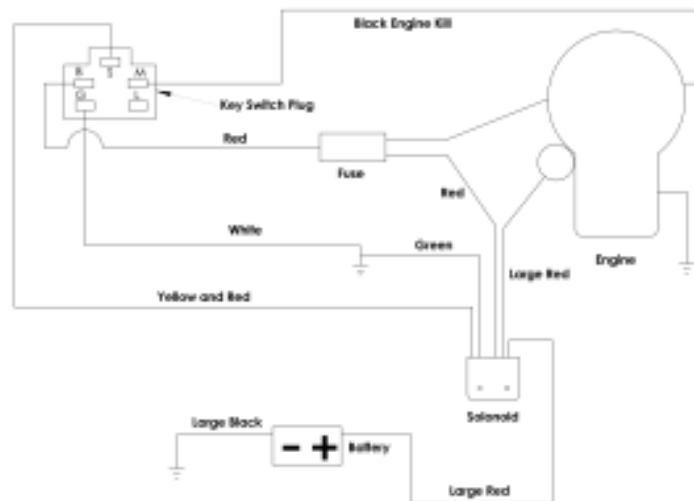 Black Engine Kill
B
S
M
G
L
Key Switch Plug
Red
Fuse
Red
White
Green
Large Red
Engine
Yellow and Red
Solonoid
Large Black
- +
Battery
Large Red